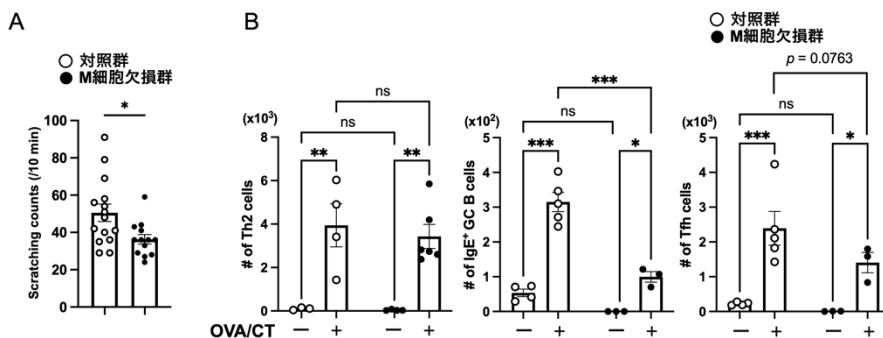 A
○ 対照群
● M細胞欠損群
*
Scratching counts (/10 min)
100
80
60
40
20
0
B
○ 対照群
● M細胞欠損群
ns
ns
(x10³)
** **
# of Th2 cells
8
6
4
2
0
OVA/CT — + — +
***
ns
(x10²)
*** *
# of IgE⁺ GC B cells
5
4
3
2
1
0
— + — +
p = 0.0763
ns
(x10³)
*** *
# of Tfh cells
5
4
3
2
1
0
— + — +